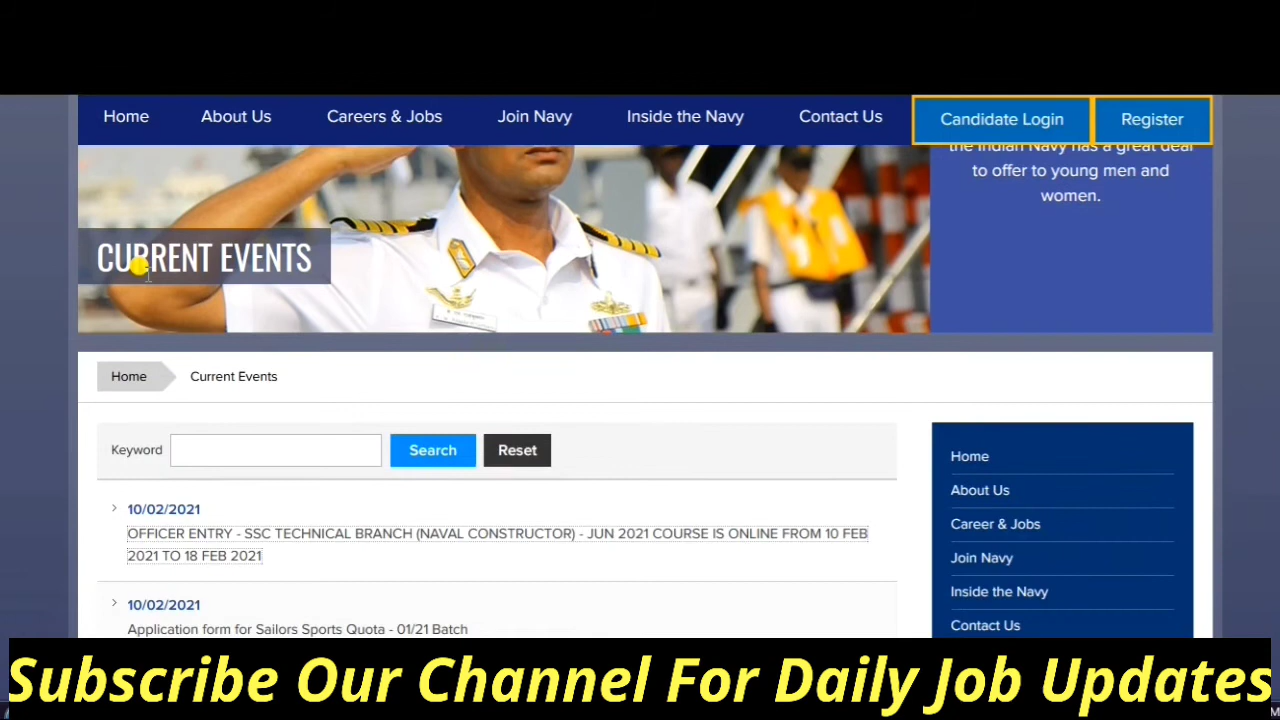 Home About Us Careers & Jobs Join Navy Inside the Navy Contact Us Candidate Login Register
the Indian Navy has a great deal
to offer to young men and
women.
CURRENT EVENTS
Home Current Events
Keyword Search Reset
10/02/2021
OFFICER ENTRY - SSC TECHNICAL BRANCH (NAVAL CONSTRUCTOR) - JUN 2021 COURSE IS ONLINE FROM 10 FEB
2021 TO 18 FEB 2021
10/02/2021
Application form for Sailors Sports Quota - 01/21 Batch
Home
About Us
Career & Jobs
Join Navy
Inside the Navy
Contact Us
Subscribe Our Channel For Daily Job Updates